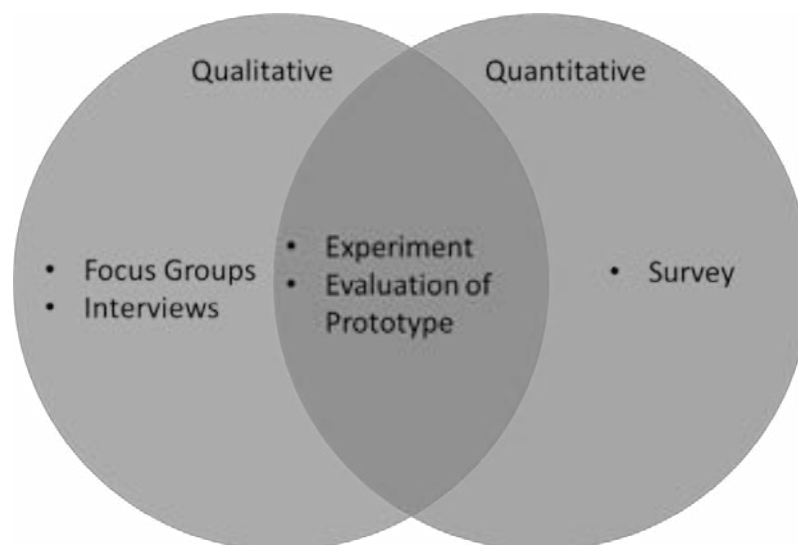 Qualitative
Quantitative
• Focus Groups
• Interviews
• Experiment
• Evaluation of
Prototype
• Survey